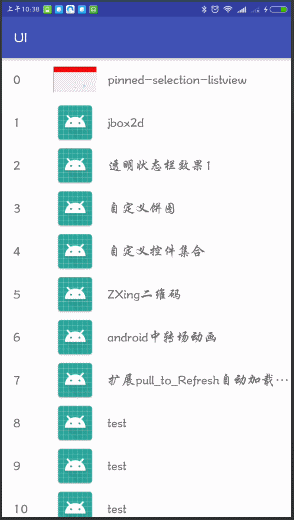 上午10:38
UI
0 pinned-selection-listview
1 jbox2d
2 透明状态栏效果1
3 自定义饼图
4 自定义控件集合
5 ZXing二维码
6 android中转场动画
7 扩展pull_to_Refresh自动加载…
8 test
9 test
10 test